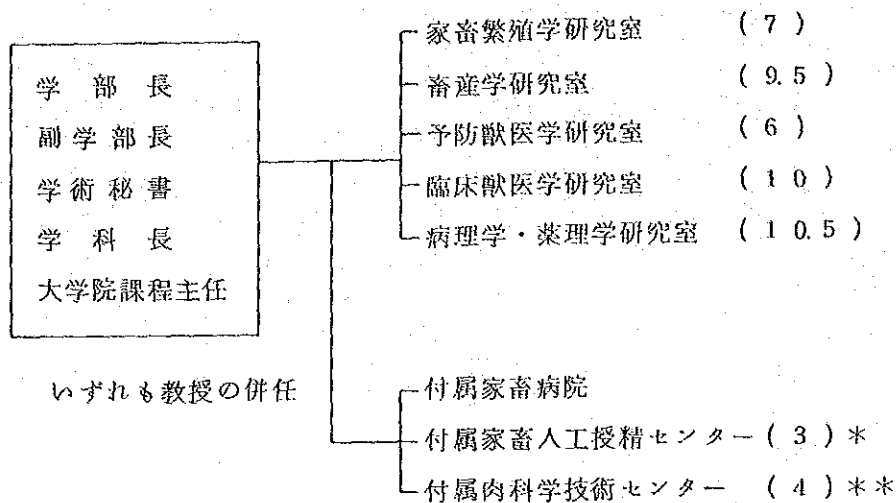 学部長
副学部長
学術秘書
学科長
大学院課程主任
いずれも教授の併任
家畜繁殖学研究室 (7)
畜産学研究室 (9.5)
予防獣医学研究室 (6)
臨床獣医学研究室 (10)
病理学・薬理学研究室 (10.5)
付属家畜病院
付属家畜人工授精センター(3)*
付属肉科学技術センター (4)**